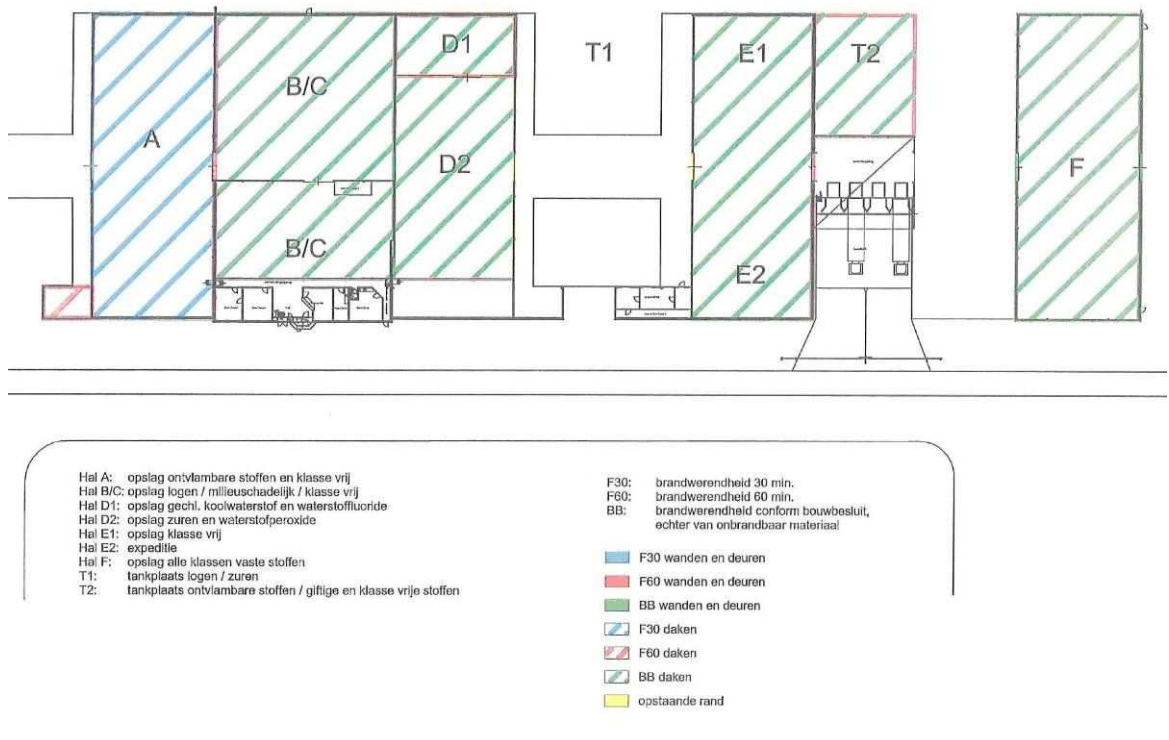 D1
T1
E1
T2
B/C
A
D2
F
B/C
E2
Hal A: opslag ontvlambare stoffen en klasse vrij
Hal B/C: opslag logen / milieuschadelijk / klasse vrij
Hal D1: opslag gechl. koolwaterstof en waterstoffluoride
Hal D2: opslag zuren en waterstofperoxide
Hal E1: opslag klasse vrij
Hal E2: expeditie
Hal F: opslag alle klassen vaste stoffen
T1: tankplaats logen / zuren
T2: tankplaats ontvlambare stoffen / giftige en klasse vrije stoffen
F30: brandwerendheid 30 min.
F60: brandwerendheid 60 min.
BB: brandwerendheid conform bouwbesluit,
echter van onbrandbaar materiaal
F30 wanden en deuren
F60 wanden en deuren
BB wanden en deuren
F30 daken
F60 daken
BB daken
opstaande rand